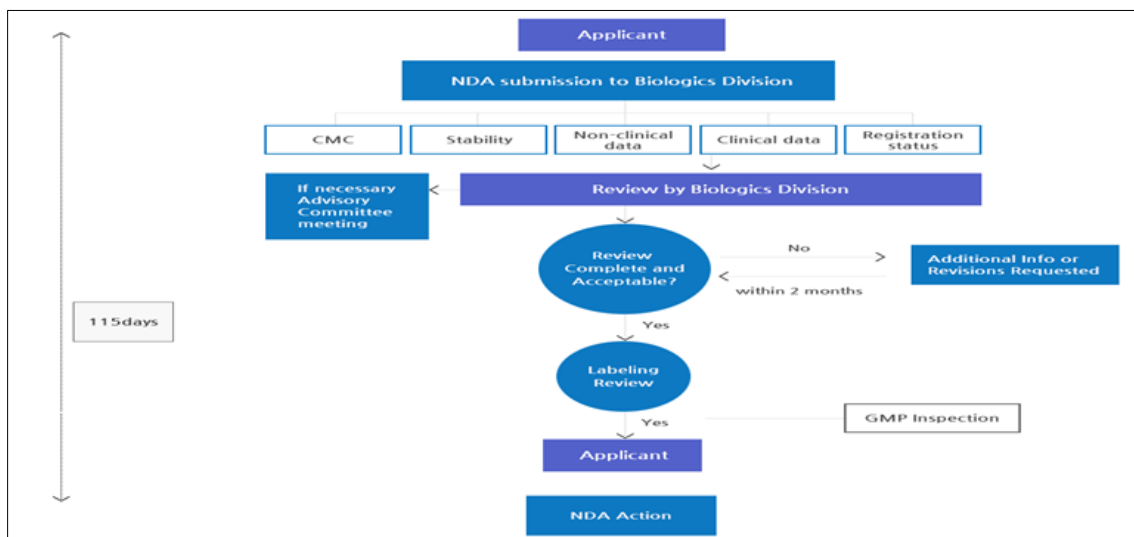 Applicant
NDA submission to Biologics Division
CMC
Stability
Non-clinical
data
Clinical data
Registration
status
If necessary
Advisory
Committee
meeting
Review by Biologics Division
Review
Complete and
Acceptable?
No
within 2 months
Additional Info or
Revisions Requested
115days
Yes
Labeling
Review
Yes
GMP Inspection
Applicant
NDA Action